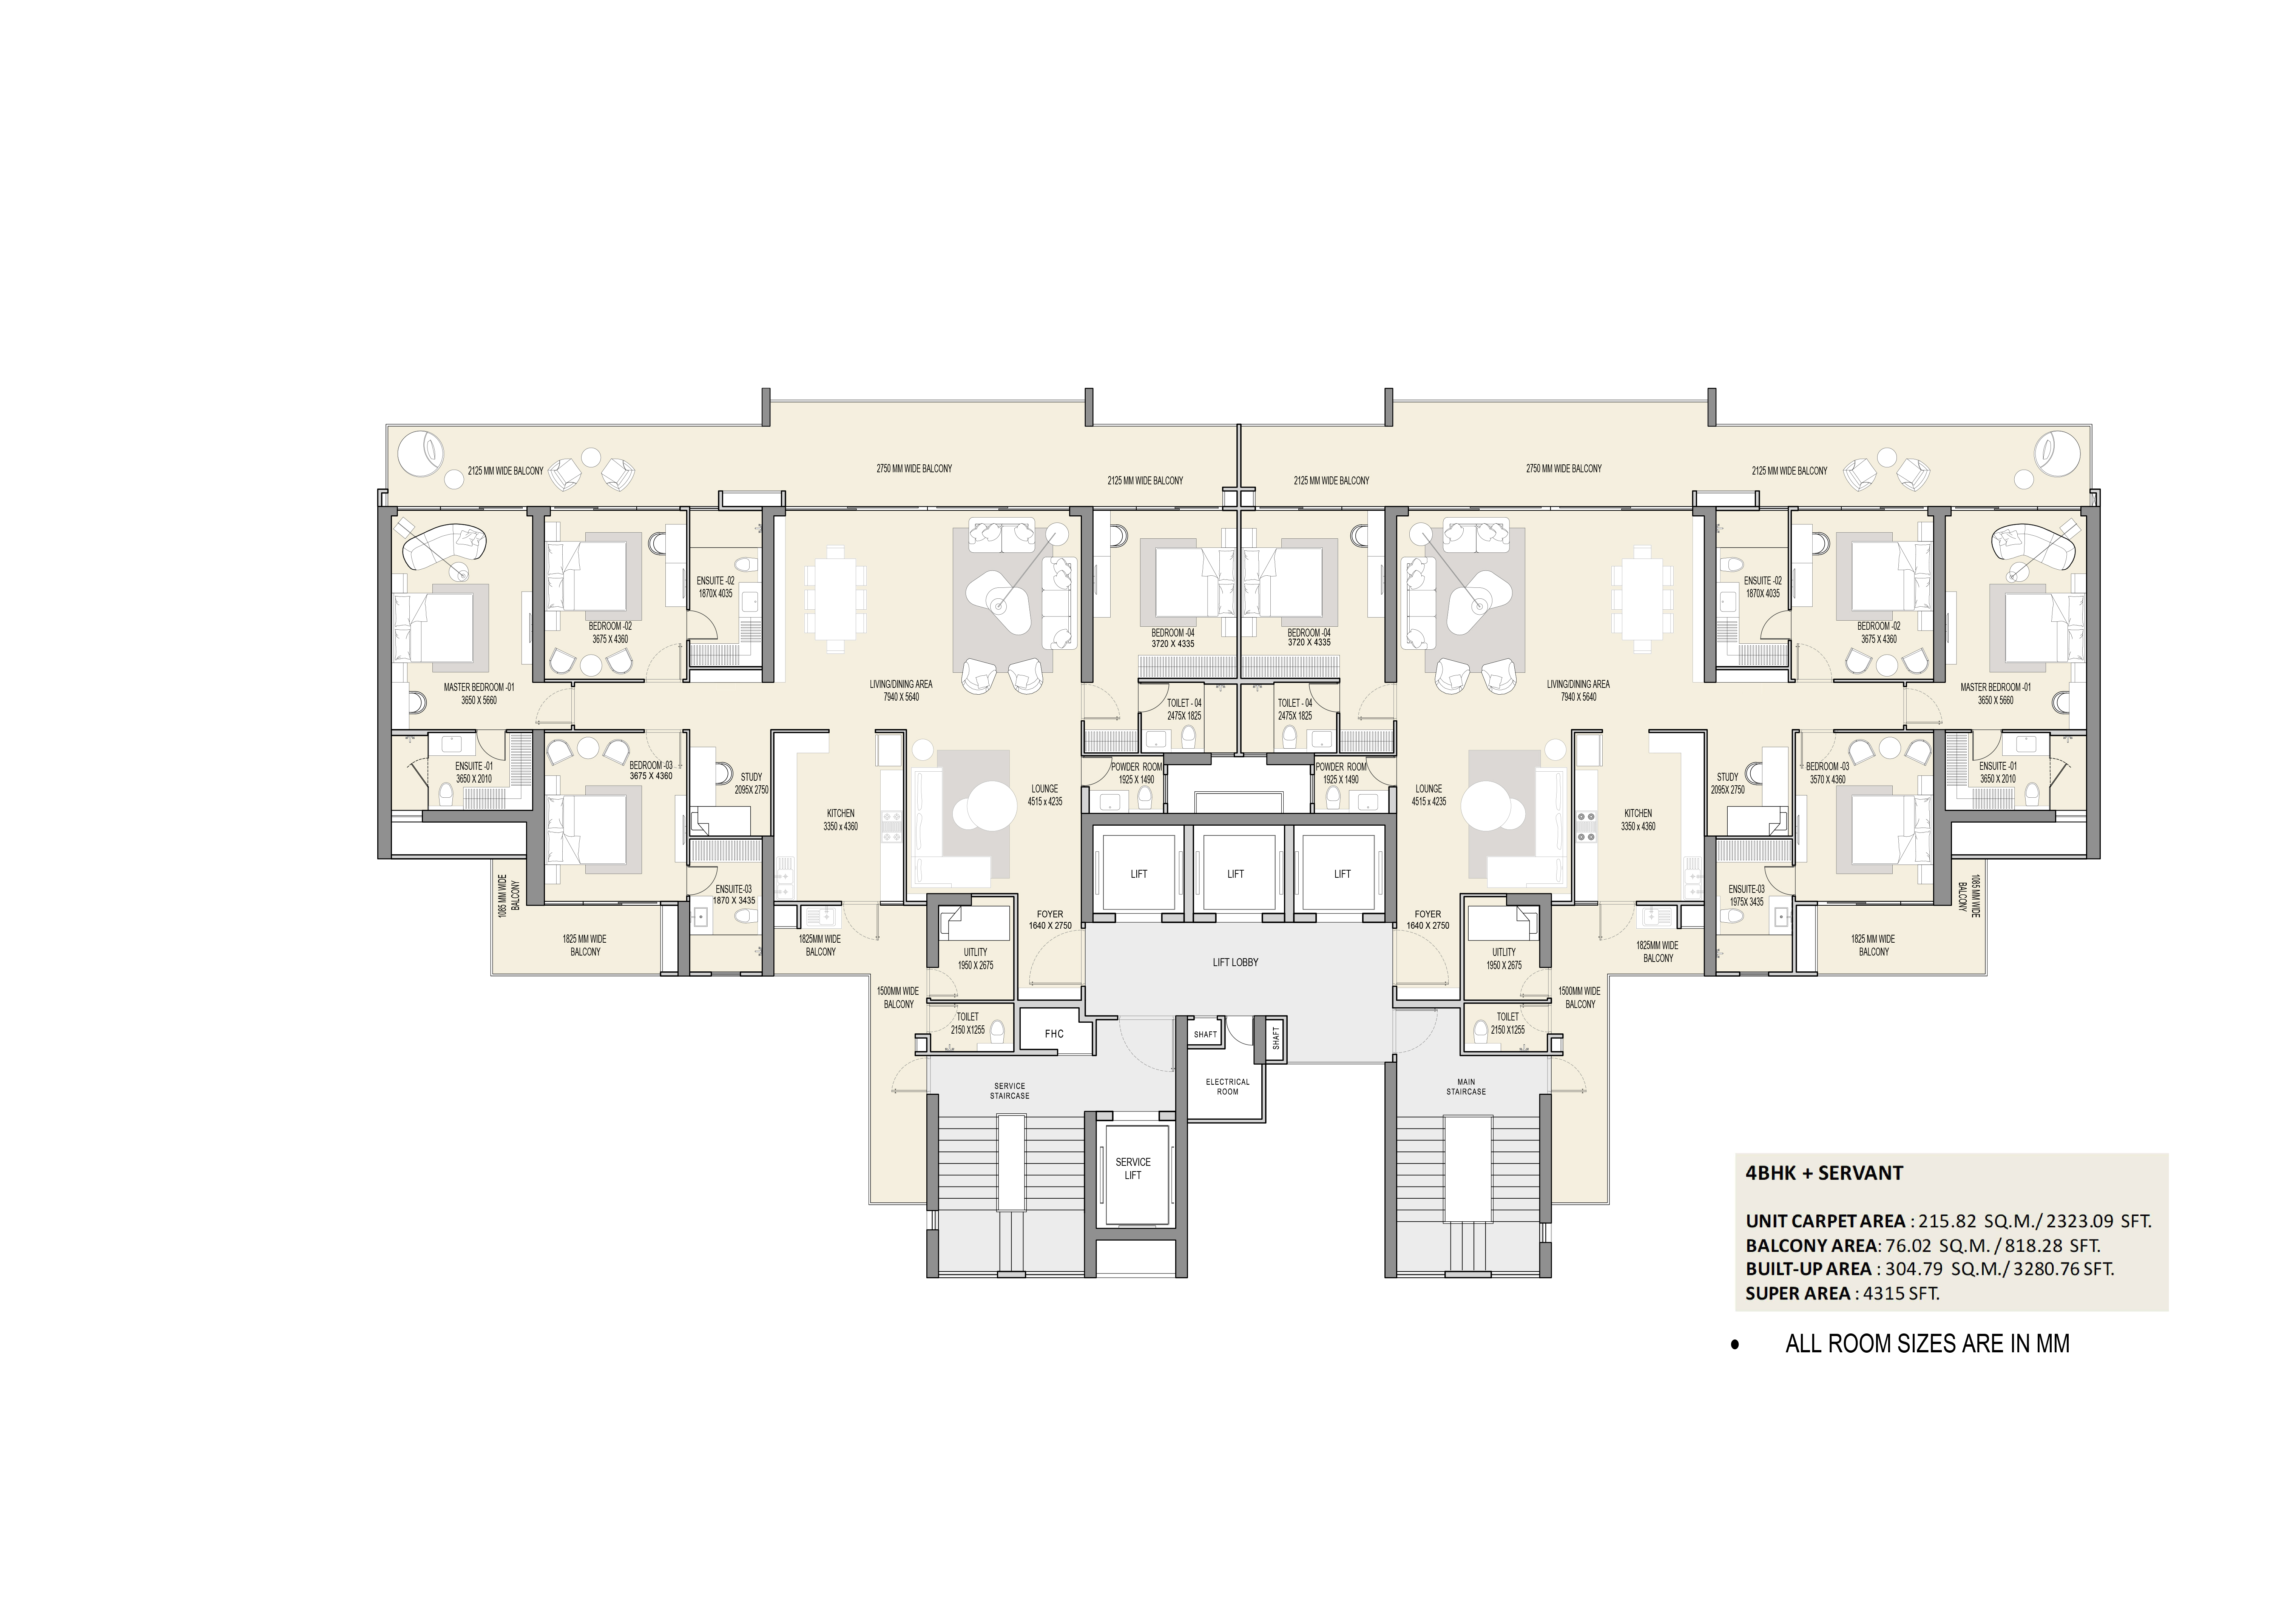 2125 MM WIDE BALCONY
2750 MM WIDE BALCONY
2125 MM WIDE BALCONY
2125 MM WIDE BALCONY
2750 MM WIDE BALCONY
2125 MM WIDE BALCONY
MASTER BEDROOM -01
3650 X 5660
BEDROOM -02
3675 X 4360
ENSUITE -02
1870X 4035
LIVING/DINING AREA
7940 X 5640
BEDROOM -04
3720 X 4335
BEDROOM -04
3720 X 4335
LIVING/DINING AREA
7940 X 5640
ENSUITE -02
1870X 4035
BEDROOM -02
3675 X 4360
MASTER BEDROOM -01
3650 X 5660
TOILET - 04
2475X 1825
TOILET - 04
2475X 1825
ENSUITE -01
3650 X 2010
BEDROOM -03
3675 X 4360
STUDY
2095X 2750
KITCHEN
3350 x 4360
LOUNGE
4515 x 4235
POWDER ROOM
1925 X 1490
POWDER ROOM
1925 X 1490
LOUNGE
4515 x 4235
KITCHEN
3350 x 4360
STUDY
2095X 2750
BEDROOM -03
3570 X 4360
ENSUITE -01
3650 X 2010
LIFT
LIFT
LIFT
1085 MM WIDE
BALCONY
ENSUITE-03
1870 X 3435
FOYER
1640 X 2750
FOYER
1640 X 2750
ENSUITE-03
1975X 3435
1085 MM WIDE
BALCONY
1825 MM WIDE
BALCONY
1825MM WIDE
BALCONY
UITLITY
1950 X 2675
LIFT LOBBY
UITLITY
1950 X 2675
1825MM WIDE
BALCONY
1825 MM WIDE
BALCONY
1500MM WIDE
BALCONY
TOILET
2150 X1255
FHC
SHAFT
SHAFT
TOILET
2150 X1255
1500MM WIDE
BALCONY
SERVICE
STAIRCASE
ELECTRICAL
ROOM
MAIN
STAIRCASE
SERVICE
LIFT
4BHK + SERVANT
UNIT CARPET AREA : 215.82 SQ.M./ 2323.09 SFT.
BALCONY AREA: 76.02 SQ.M. / 818.28 SFT.
BUILT-UP AREA : 304.79 SQ.M./ 3280.76 SFT.
SUPER AREA : 4315 SFT.
• ALL ROOM SIZES ARE IN MM